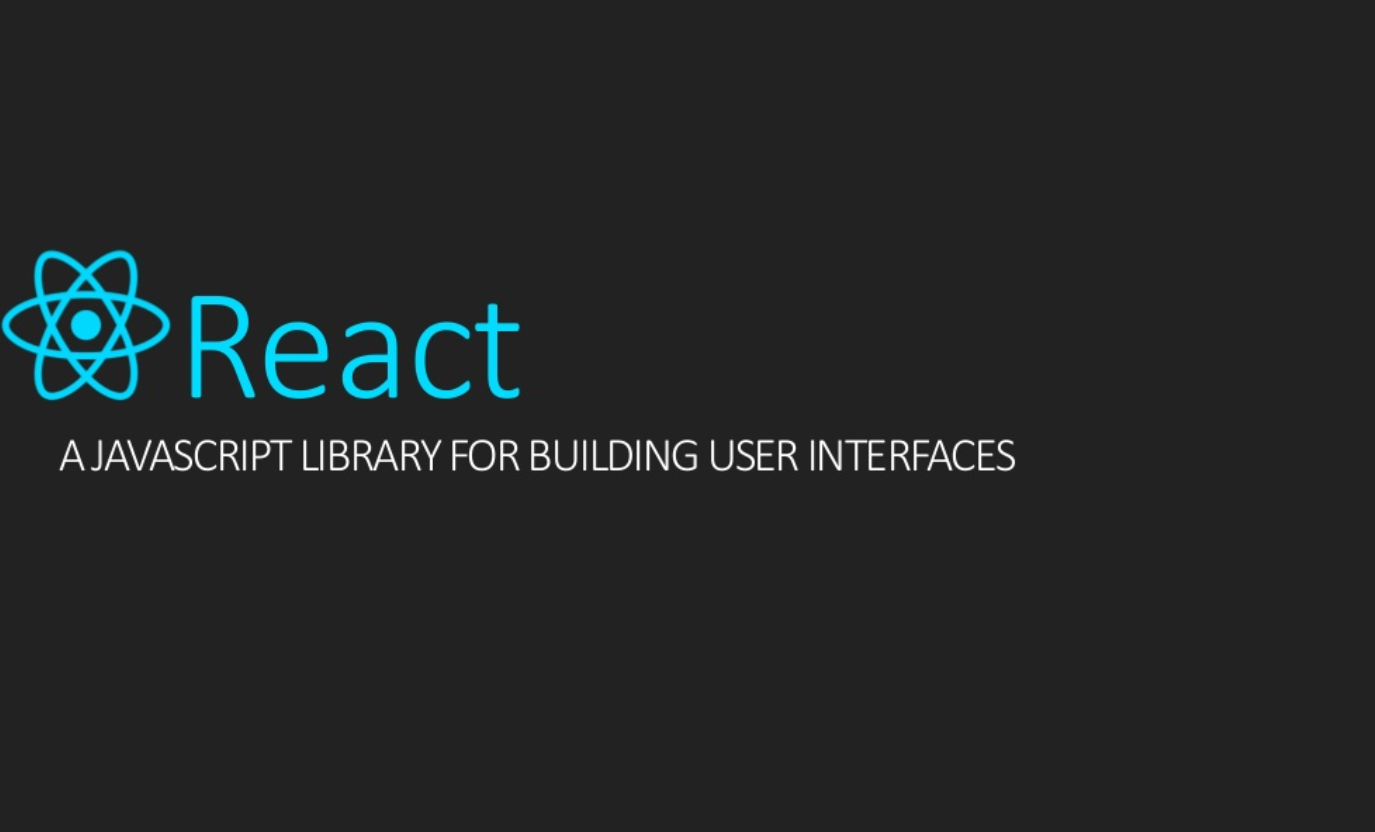 React
A JAVASCRIPT LIBRARY FOR BUILDING USER INTERFACES